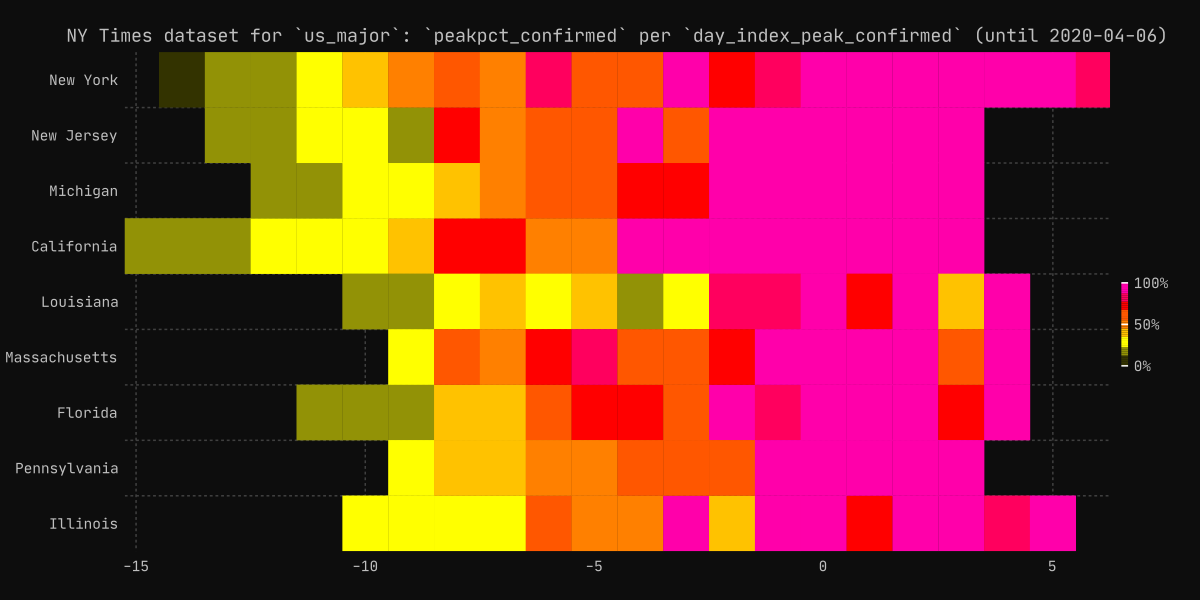 NY Times dataset for `us_major`: `peakpct_confirmed` per `day_index_peak_confirmed` (until 2020-04-06)
New York
New Jersey
Michigan
California
Louisiana
Massachusetts
Florida
Pennsylvania
Illinois
100%
50%
0%
−15
−10
−5
0
5